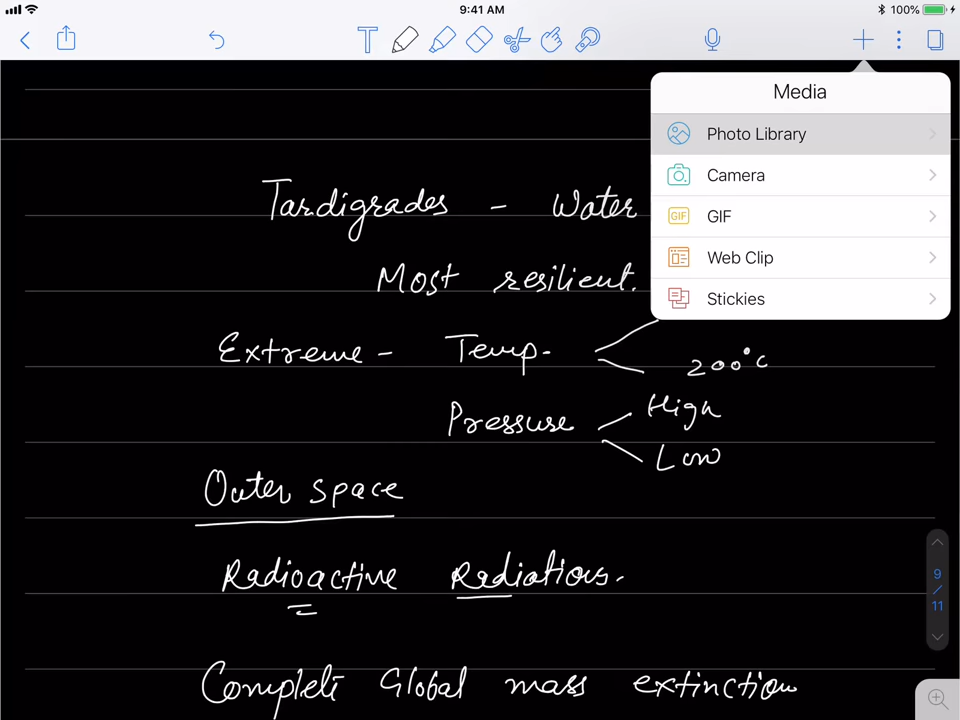 9:41 AM
100%
Media
Photo Library
Camera
GIF
GIF
Web Clip
Stickies
Tardigrades - Water
Most resilient.
Extreme - Temp.
200°C
Pressure
High
Low
Outer space
Radioactive Radiations.
Complete Global mass extinction
9
/
11